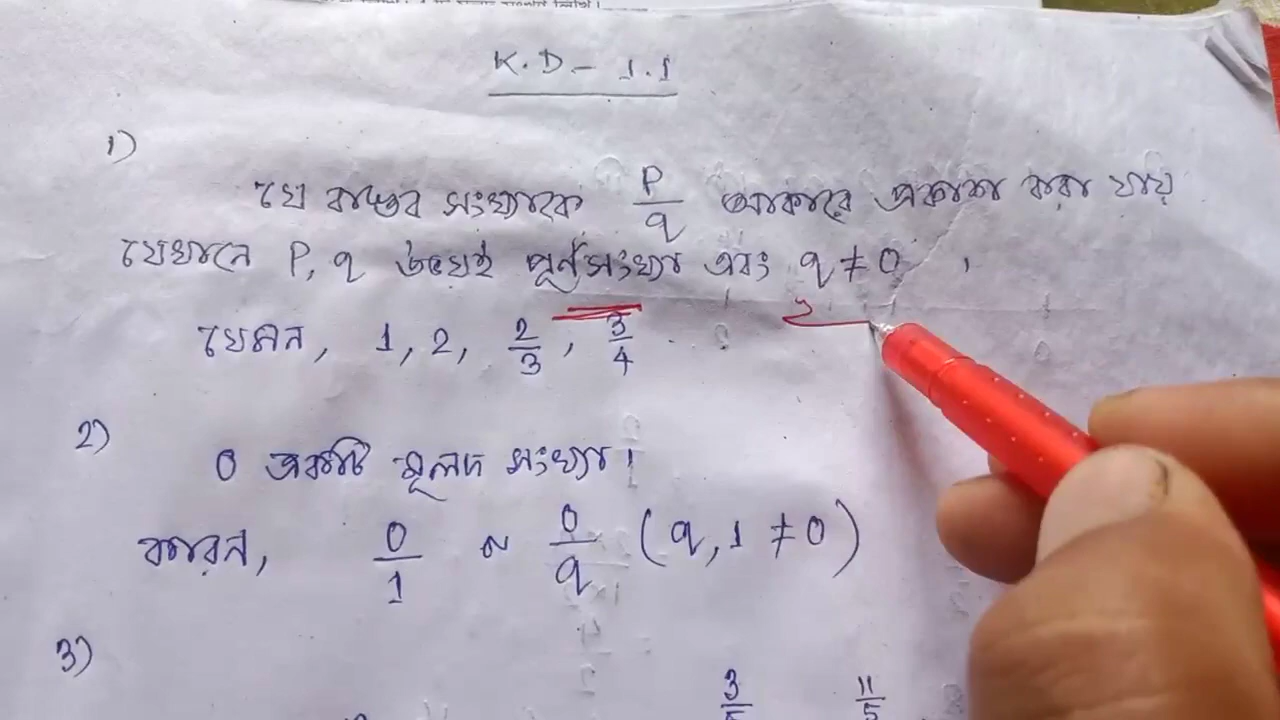 K.D - 1.1
1)
যে বাস্তব সংখ্যাকে P/q আকারে প্রকাশ করা যায়
যেখানে P, q উভয়েই পূর্ণসংখ্যা এবং q ≠ 0 ,
যেমন, 1, 2, 2/3, 3/4
2) 0 একটি মূলদ সংখ্যা।
কারন, 0/1 ~ 0/q (q, 1 ≠ 0)
3)
3/5 11/5